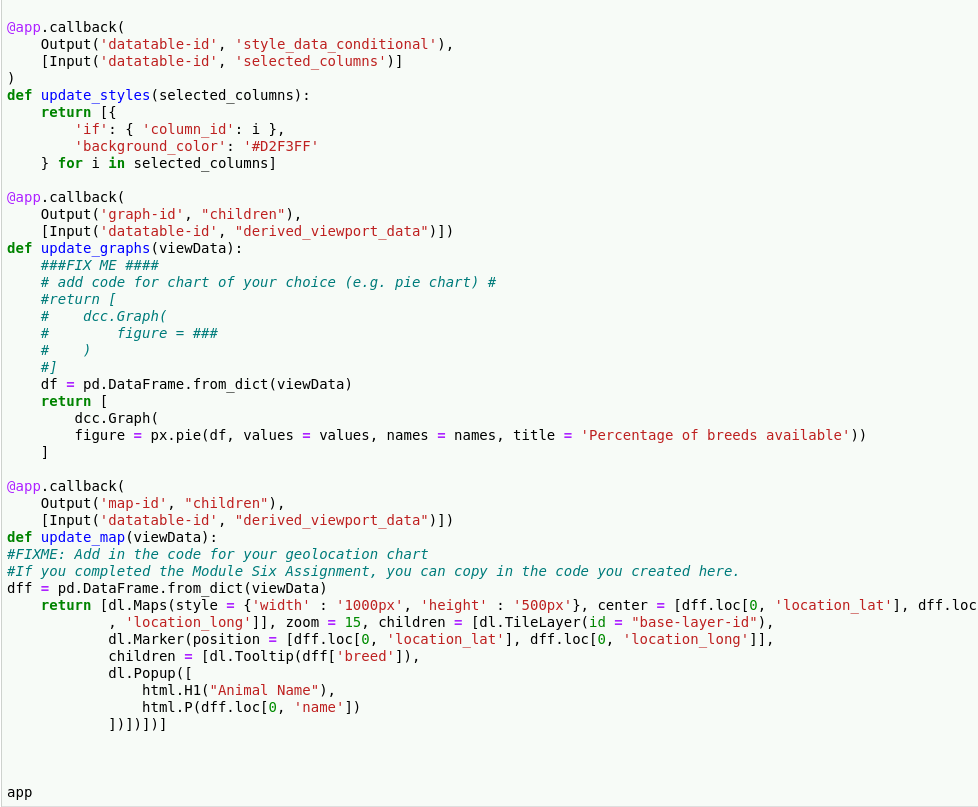 @app.callback(
    Output('datatable-id', 'style_data_conditional'),
    [Input('datatable-id', 'selected_columns')]
)
def update_styles(selected_columns):
    return [{
        'if': { 'column_id': i },
        'background_color': '#D2F3FF'
    } for i in selected_columns]

@app.callback(
    Output('graph-id', "children"),
    [Input('datatable-id', "derived_viewport_data")])
def update_graphs(viewData):
    ###FIX ME ####
    # add code for chart of your choice (e.g. pie chart) #
    #return [
    #    dcc.Graph(
    #        figure = ###
    #    )
    #]
    df = pd.DataFrame.from_dict(viewData)
    return [
        dcc.Graph(
        figure = px.pie(df, values = values, names = names, title = 'Percentage of breeds available'))
    ]

@app.callback(
    Output('map-id', "children"),
    [Input('datatable-id', "derived_viewport_data")])
def update_map(viewData):
#FIXME: Add in the code for your geolocation chart
#If you completed the Module Six Assignment, you can copy in the code you created here.
dff = pd.DataFrame.from_dict(viewData)
    return [dl.Maps(style = {'width' : '1000px', 'height' : '500px'}, center = [dff.loc[0, 'location_lat'], dff.loc
            , 'location_long']], zoom = 15, children = [dl.TileLayer(id = "base-layer-id"),
            dl.Marker(position = [dff.loc[0, 'location_lat'], dff.loc[0, 'location_long']],
            children = [dl.Tooltip(dff['breed']),
            dl.Popup([
                html.H1("Animal Name"),
                html.P(dff.loc[0, 'name'])
            ])])])]

app